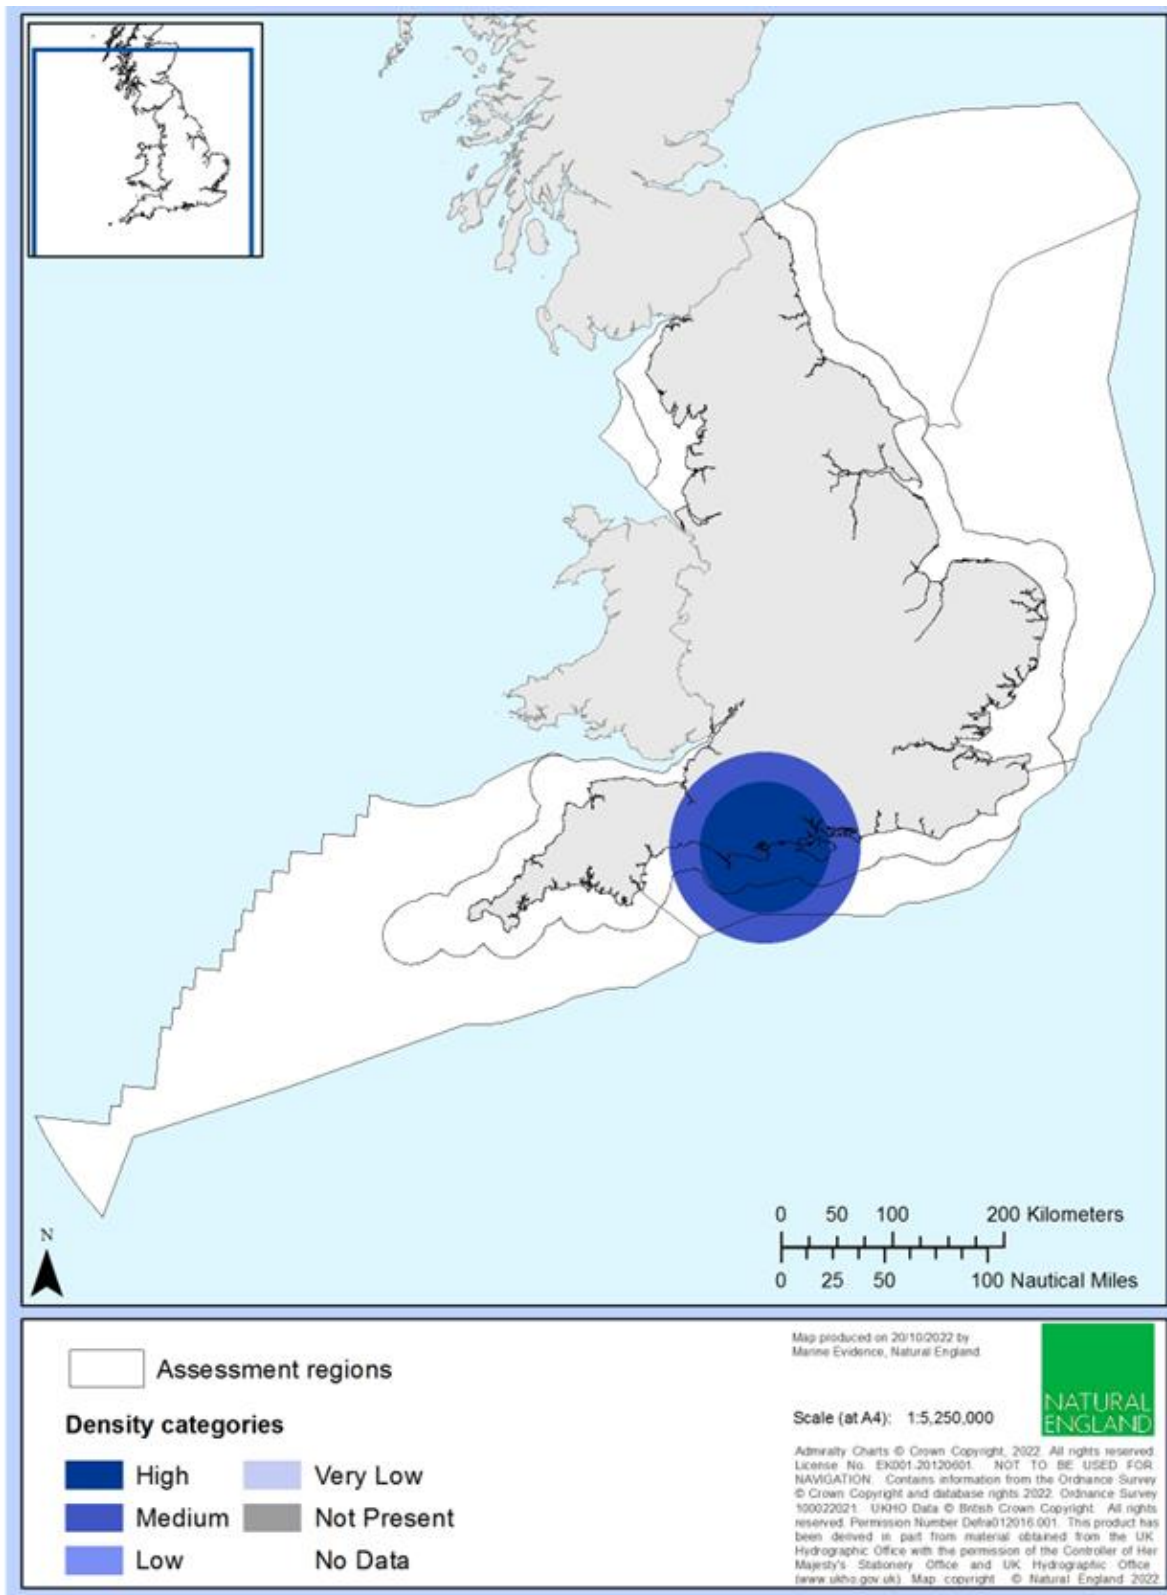 N
0 50 100 200 Kilometers
0 25 50 100 Nautical Miles
Assessment regions
Density categories
High
Very Low
Medium
Not Present
Low
No Data
Map produced on 20/10/2022 by
Marine Evidence, Natural England
Scale (at A4): 1:5,250,000
NATURAL
ENGLAND
Admiralty Charts © Crown Copyright, 2022. All rights reserved.
License No. EK001-20120601. NOT TO BE USED FOR
NAVIGATION. Contains information from the Ordnance Survey
© Crown Copyright and database rights 2022. Ordnance Survey
100022021. UKHO Data © British Crown Copyright. All rights
reserved. Permission Number Defra012016.001. This product has
been derived in part from material obtained from the UK
Hydrographic Office with the permission of the Controller of Her
Majesty's Stationery Office and UK Hydrographic Office
(www.ukho.gov.uk) Map copyright © Natural England 2022